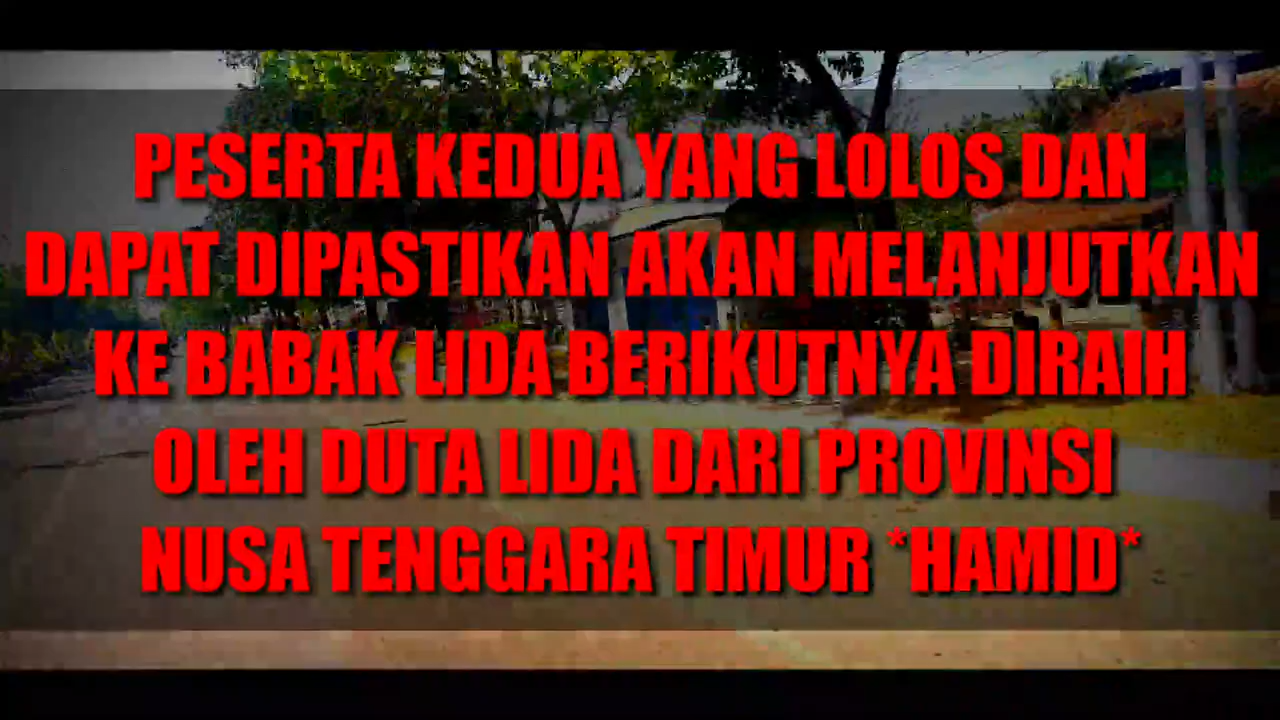 PESERTA KEDUA YANG LOLOS DAN
DAPAT DIPASTIKAN AKAN MELANJUTKAN
KE BABAK LIDA BERIKUTNYA DIRAIH
OLEH DUTA LIDA DARI PROVINSI
NUSA TENGGARA TIMUR *HAMID*